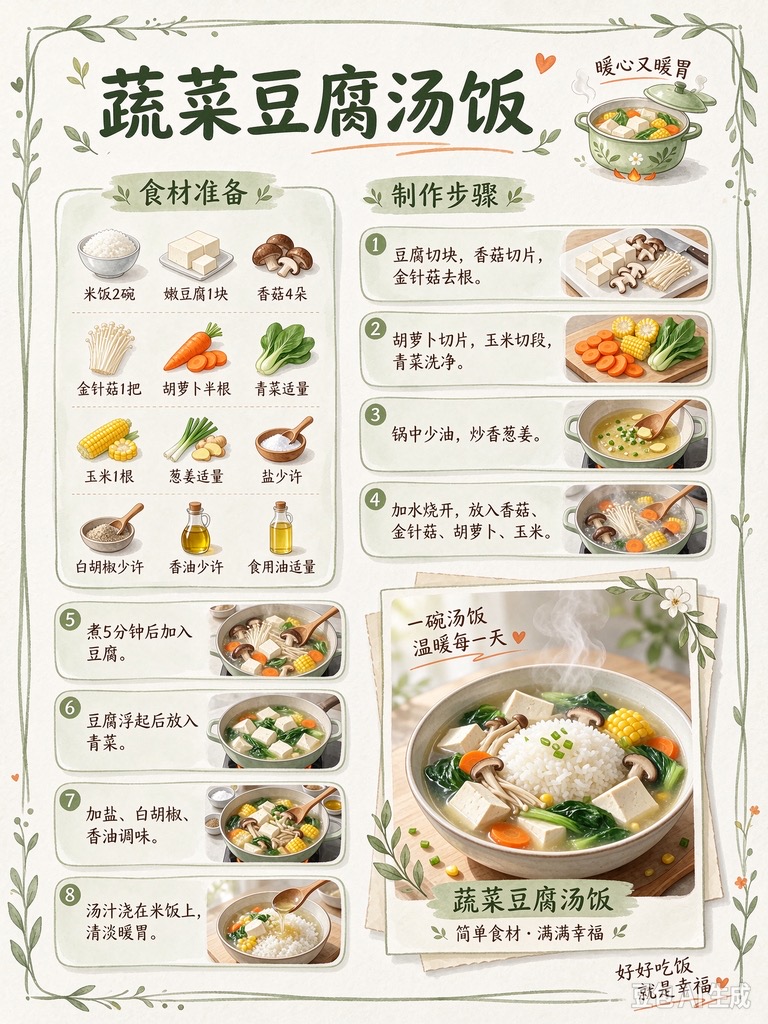 蔬菜豆腐汤饭
暖心又暖胃
食材准备
米饭2碗
嫩豆腐1块
香菇4朵
金针菇1把
胡萝卜半根
青菜适量
玉米1根
葱姜适量
盐少许
白胡椒少许
香油少许
食用油适量
制作步骤
1
豆腐切块，香菇切片，
金针菇去根。
2
胡萝卜切片，玉米切段，
青菜洗净。
3
锅中少油，炒香葱姜。
4
加水烧开，放入香菇、
金针菇、胡萝卜、玉米。
5
煮5分钟后加入
豆腐。
6
豆腐浮起后放入
青菜。
7
加盐、白胡椒、
香油调味。
8
汤汁浇在米饭上，
清淡暖胃。
一碗汤饭
温暖每一天
蔬菜豆腐汤饭
简单食材·满满幸福
好好吃饭
就是幸福
豆包AI生成